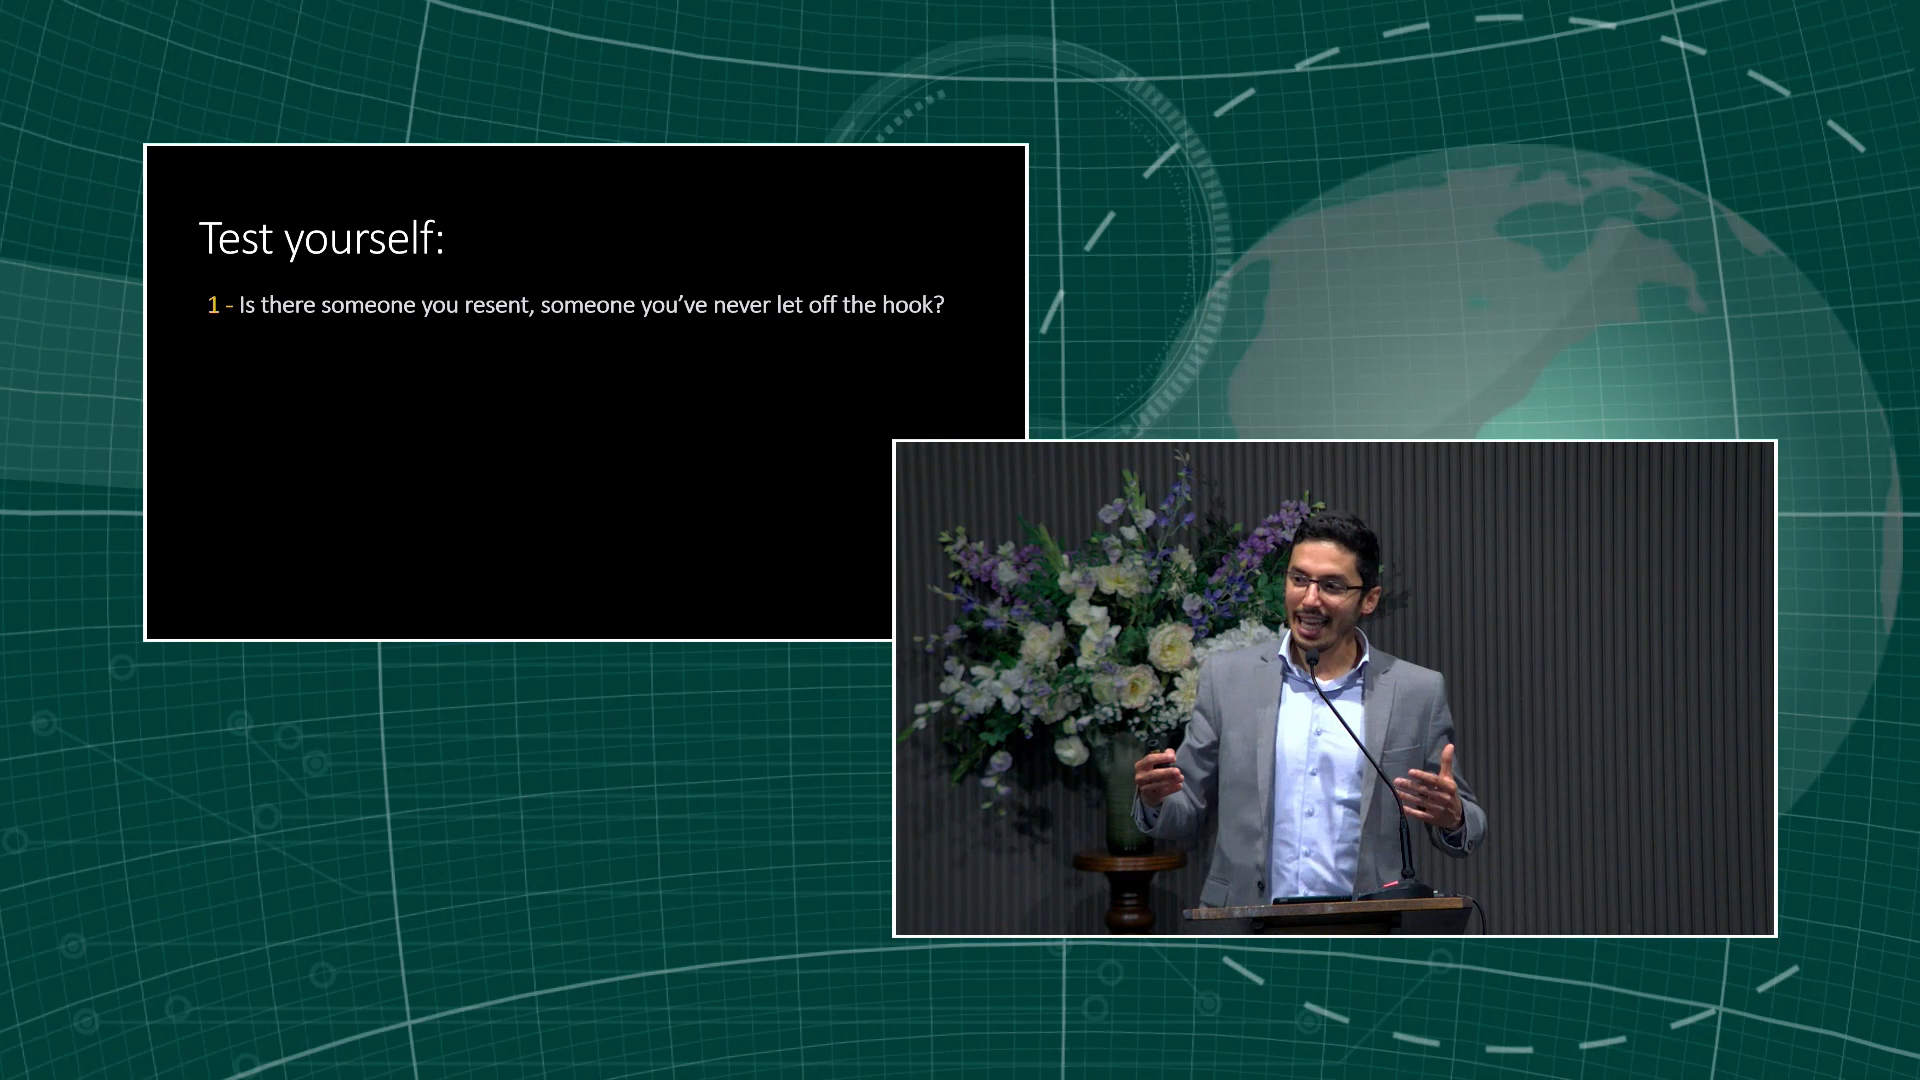 Test yourself:
1 - Is there someone you resent, someone you’ve never let off the hook?